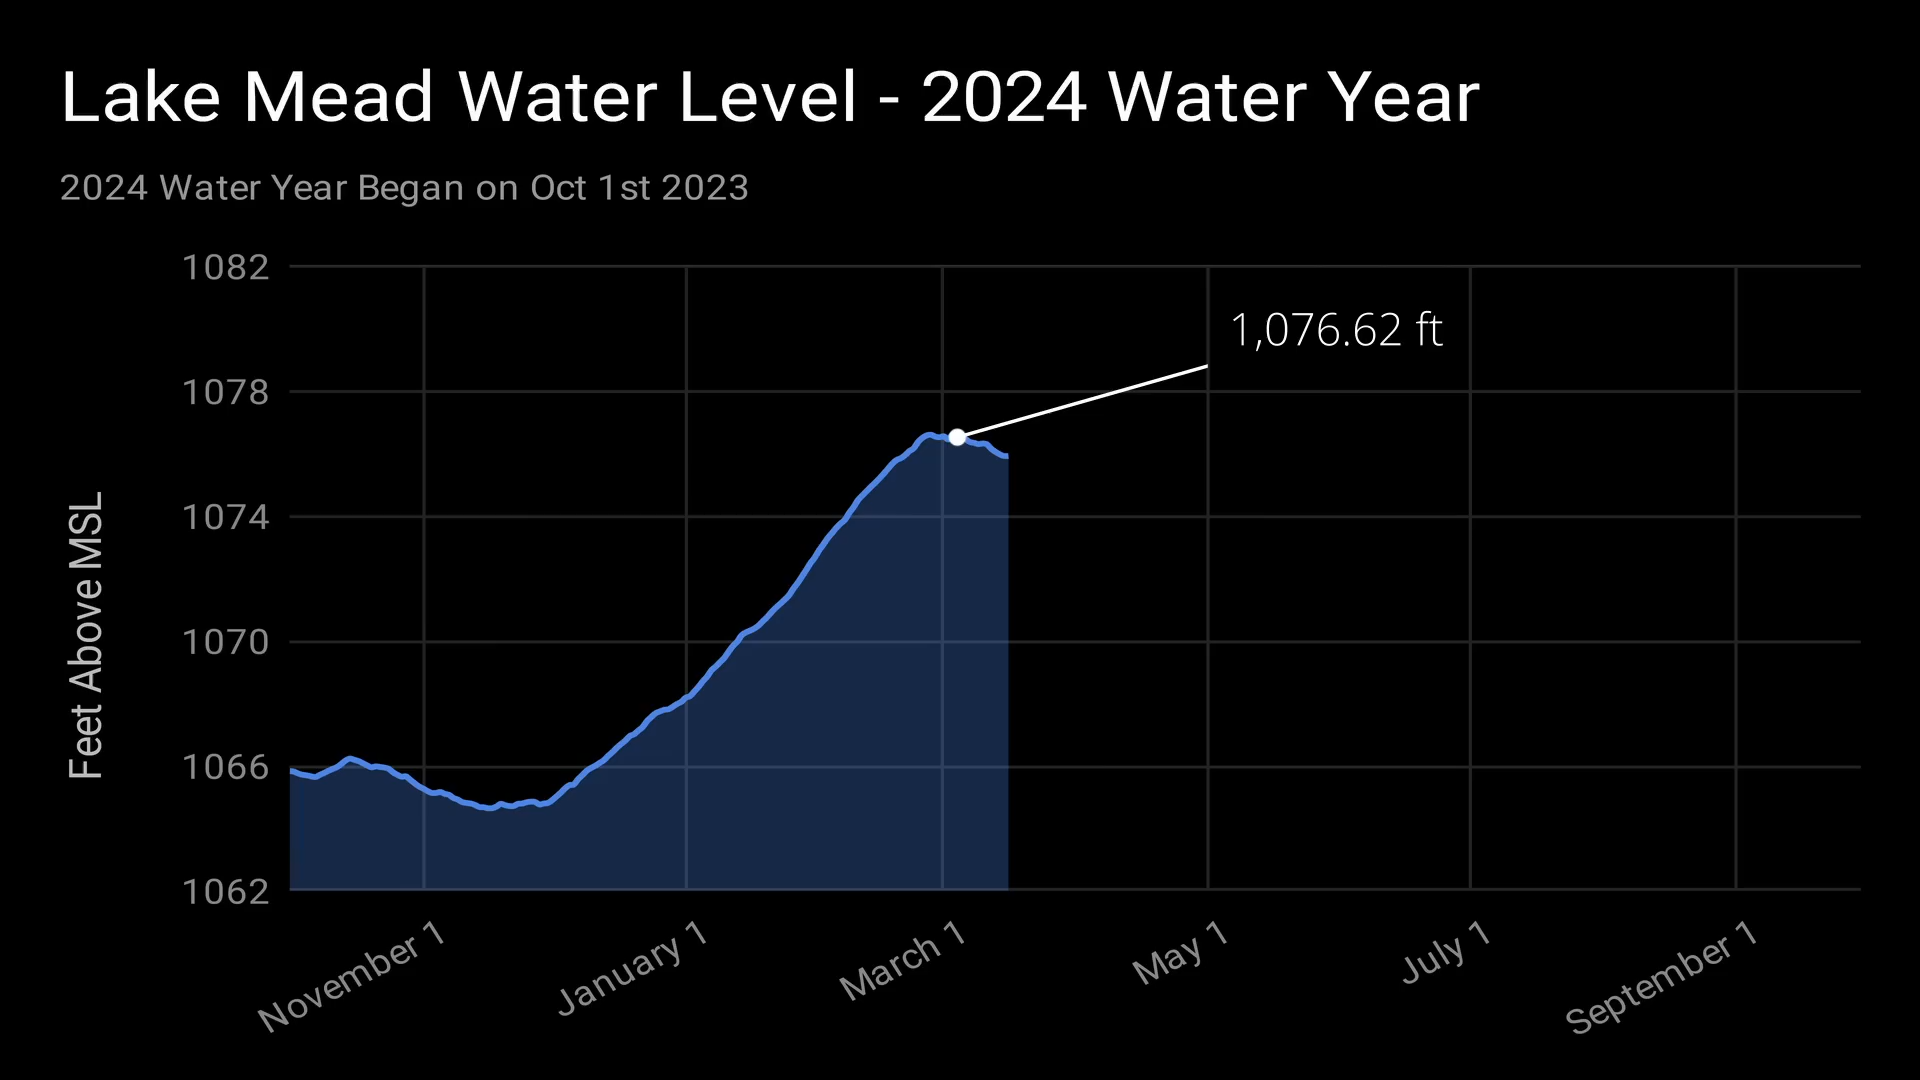 Lake Mead Water Level - 2024 Water Year
2024 Water Year Began on Oct 1st 2023
1082
1,076.62 ft
1078
1074
1070
1066
1062
Feet Above MSL
November 1
January 1
March 1
May 1
July 1
September 1